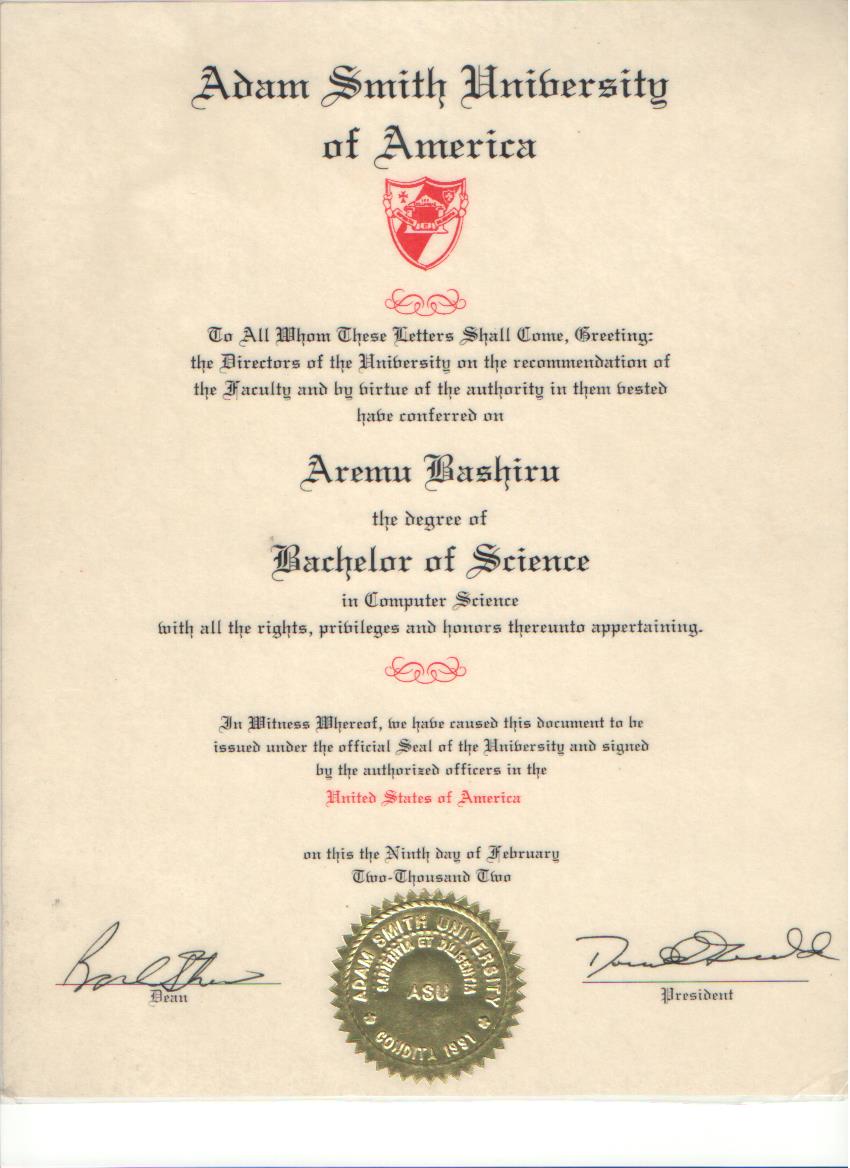 Adam Smith University
of America
To All Whom These Letters Shall Come, Greeting:
the Directors of the University on the recommendation of
the Faculty and by virtue of the authority in them vested
have conferred on
Aremu Bashiru
the degree of
Bachelor of Science
in Computer Science
with all the rights, privileges and honors thereunto appertaining.
In Witness Whereof, we have caused this document to be
issued under the official Seal of the University and signed
by the authorized officers in the
United States of America
on this the Ninth day of February
Two-Thousand Two
ADAM SMITH UNIVERSITY
SAPIENTIA ET DILIGENTIA
ASU
CONDITA 1991
Dean
President